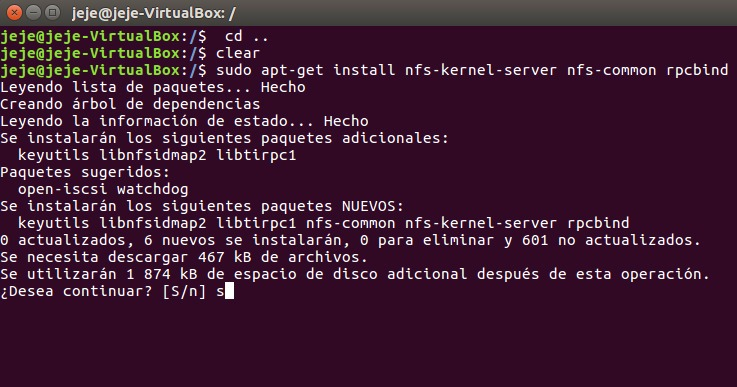 jeje@jeje-VirtualBox: /
jeje@jeje-VirtualBox:/$  cd ..
jeje@jeje-VirtualBox:/$ clear
jeje@jeje-VirtualBox:/$ sudo apt-get install nfs-kernel-server nfs-common rpcbind
Leyendo lista de paquetes... Hecho
Creando árbol de dependencias
Leyendo la información de estado... Hecho
Se instalarán los siguientes paquetes adicionales:
  keyutils libnfsidmap2 libtirpc1
Paquetes sugeridos:
  open-iscsi watchdog
Se instalarán los siguientes paquetes NUEVOS:
  keyutils libnfsidmap2 libtirpc1 nfs-common nfs-kernel-server rpcbind
0 actualizados, 6 nuevos se instalarán, 0 para eliminar y 601 no actualizados.
Se necesita descargar 467 kB de archivos.
Se utilizarán 1 874 kB de espacio de disco adicional después de esta operación.
¿Desea continuar? [S/n] s